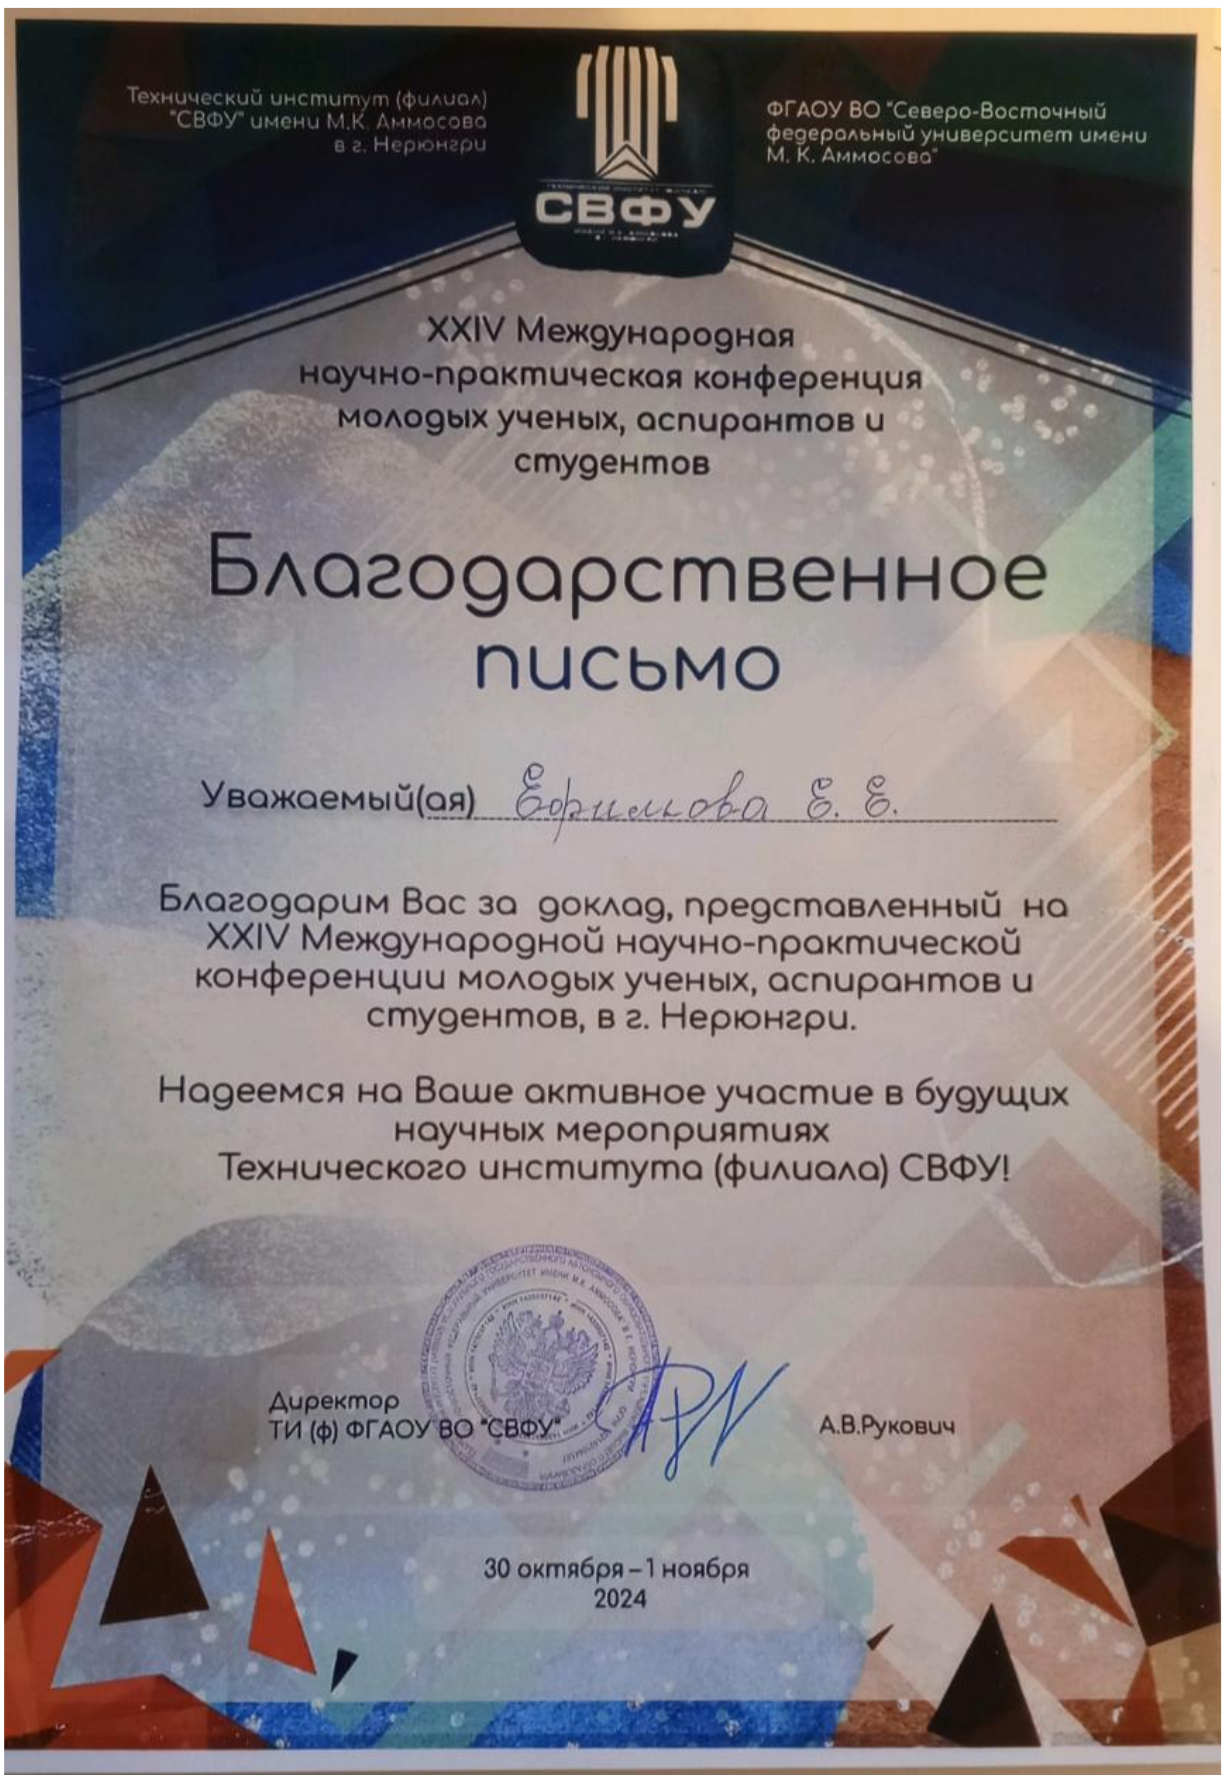 Технический институт (филиал)
"СВФУ" имени М.К. Аммосова
в г. Нерюнгри
ФГАОУ ВО "Северо-Восточный
федеральный университет имени
М. К. Аммосова"
СВФУ
XXIV Международная
научно-практическая конференция
молодых ученых, аспирантов и
студентов
Благодарственное
письмо
Уважаемый(ая) Е. Е.
Благодарим Вас за доклад, представленный на
XXIV Международной научно-практической
конференции молодых ученых, аспирантов и
студентов, в г. Нерюнгри.
Надеемся на Ваше активное участие в будущих
научных мероприятиях
Технического института (филиала) СВФУ!
Директор
ТИ (ф) ФГАОУ ВО "СВФУ"
А.В.Рукович
30 октября – 1 ноября
2024